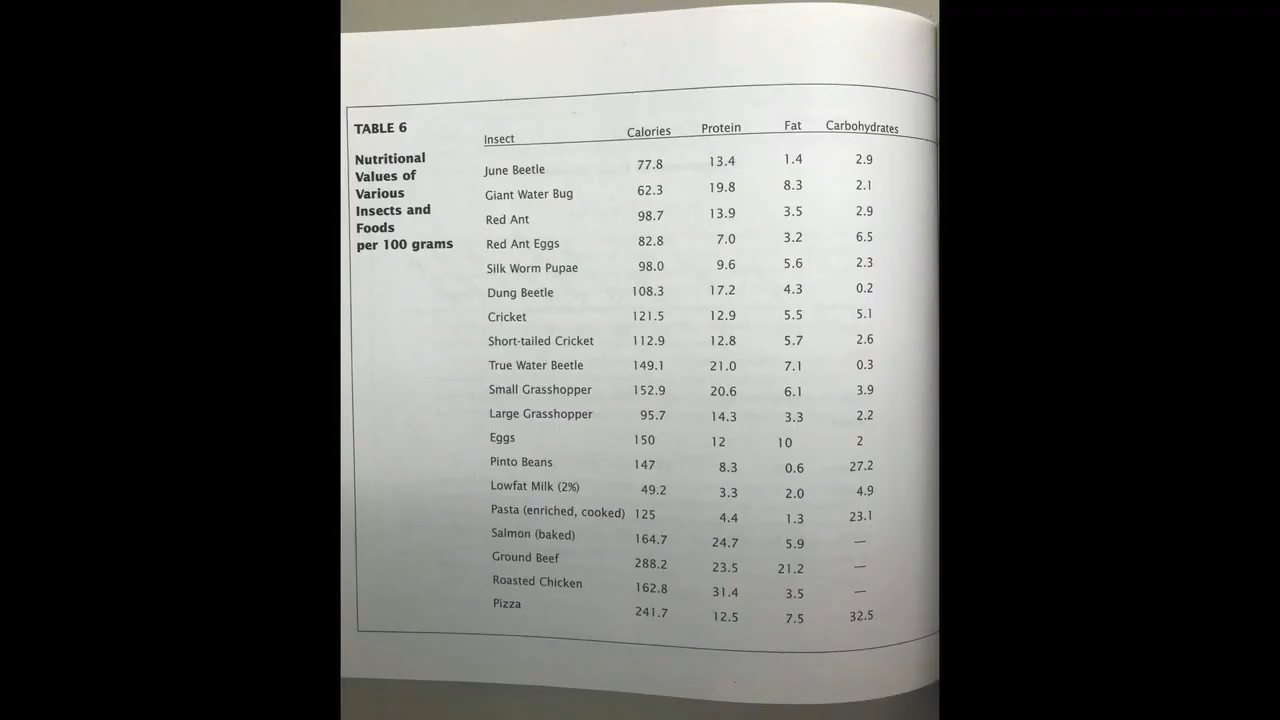 TABLE 6
Nutritional
Values of
Various
Insects and
Foods
per 100 grams
Insect Calories Protein Fat Carbohydrates
June Beetle 77.8 13.4 1.4 2.9
Giant Water Bug 62.3 19.8 8.3 2.1
Red Ant 98.7 13.9 3.5 2.9
Red Ant Eggs 82.8 7.0 3.2 6.5
Silk Worm Pupae 98.0 9.6 5.6 2.3
Dung Beetle 108.3 17.2 4.3 0.2
Cricket 121.5 12.9 5.5 5.1
Short-tailed Cricket 112.9 12.8 5.7 2.6
True Water Beetle 149.1 21.0 7.1 0.3
Small Grasshopper 152.9 20.6 6.1 3.9
Large Grasshopper 95.7 14.3 3.3 2.2
Eggs 150 12 10 2
Pinto Beans 147 8.3 0.6 27.2
Lowfat Milk (2%) 49.2 3.3 2.0 4.9
Pasta (enriched, cooked) 125 4.4 1.3 23.1
Salmon (baked) 164.7 24.7 5.9 —
Ground Beef 288.2 23.5 21.2 —
Roasted Chicken 162.8 31.4 3.5 —
Pizza 241.7 12.5 7.5 32.5